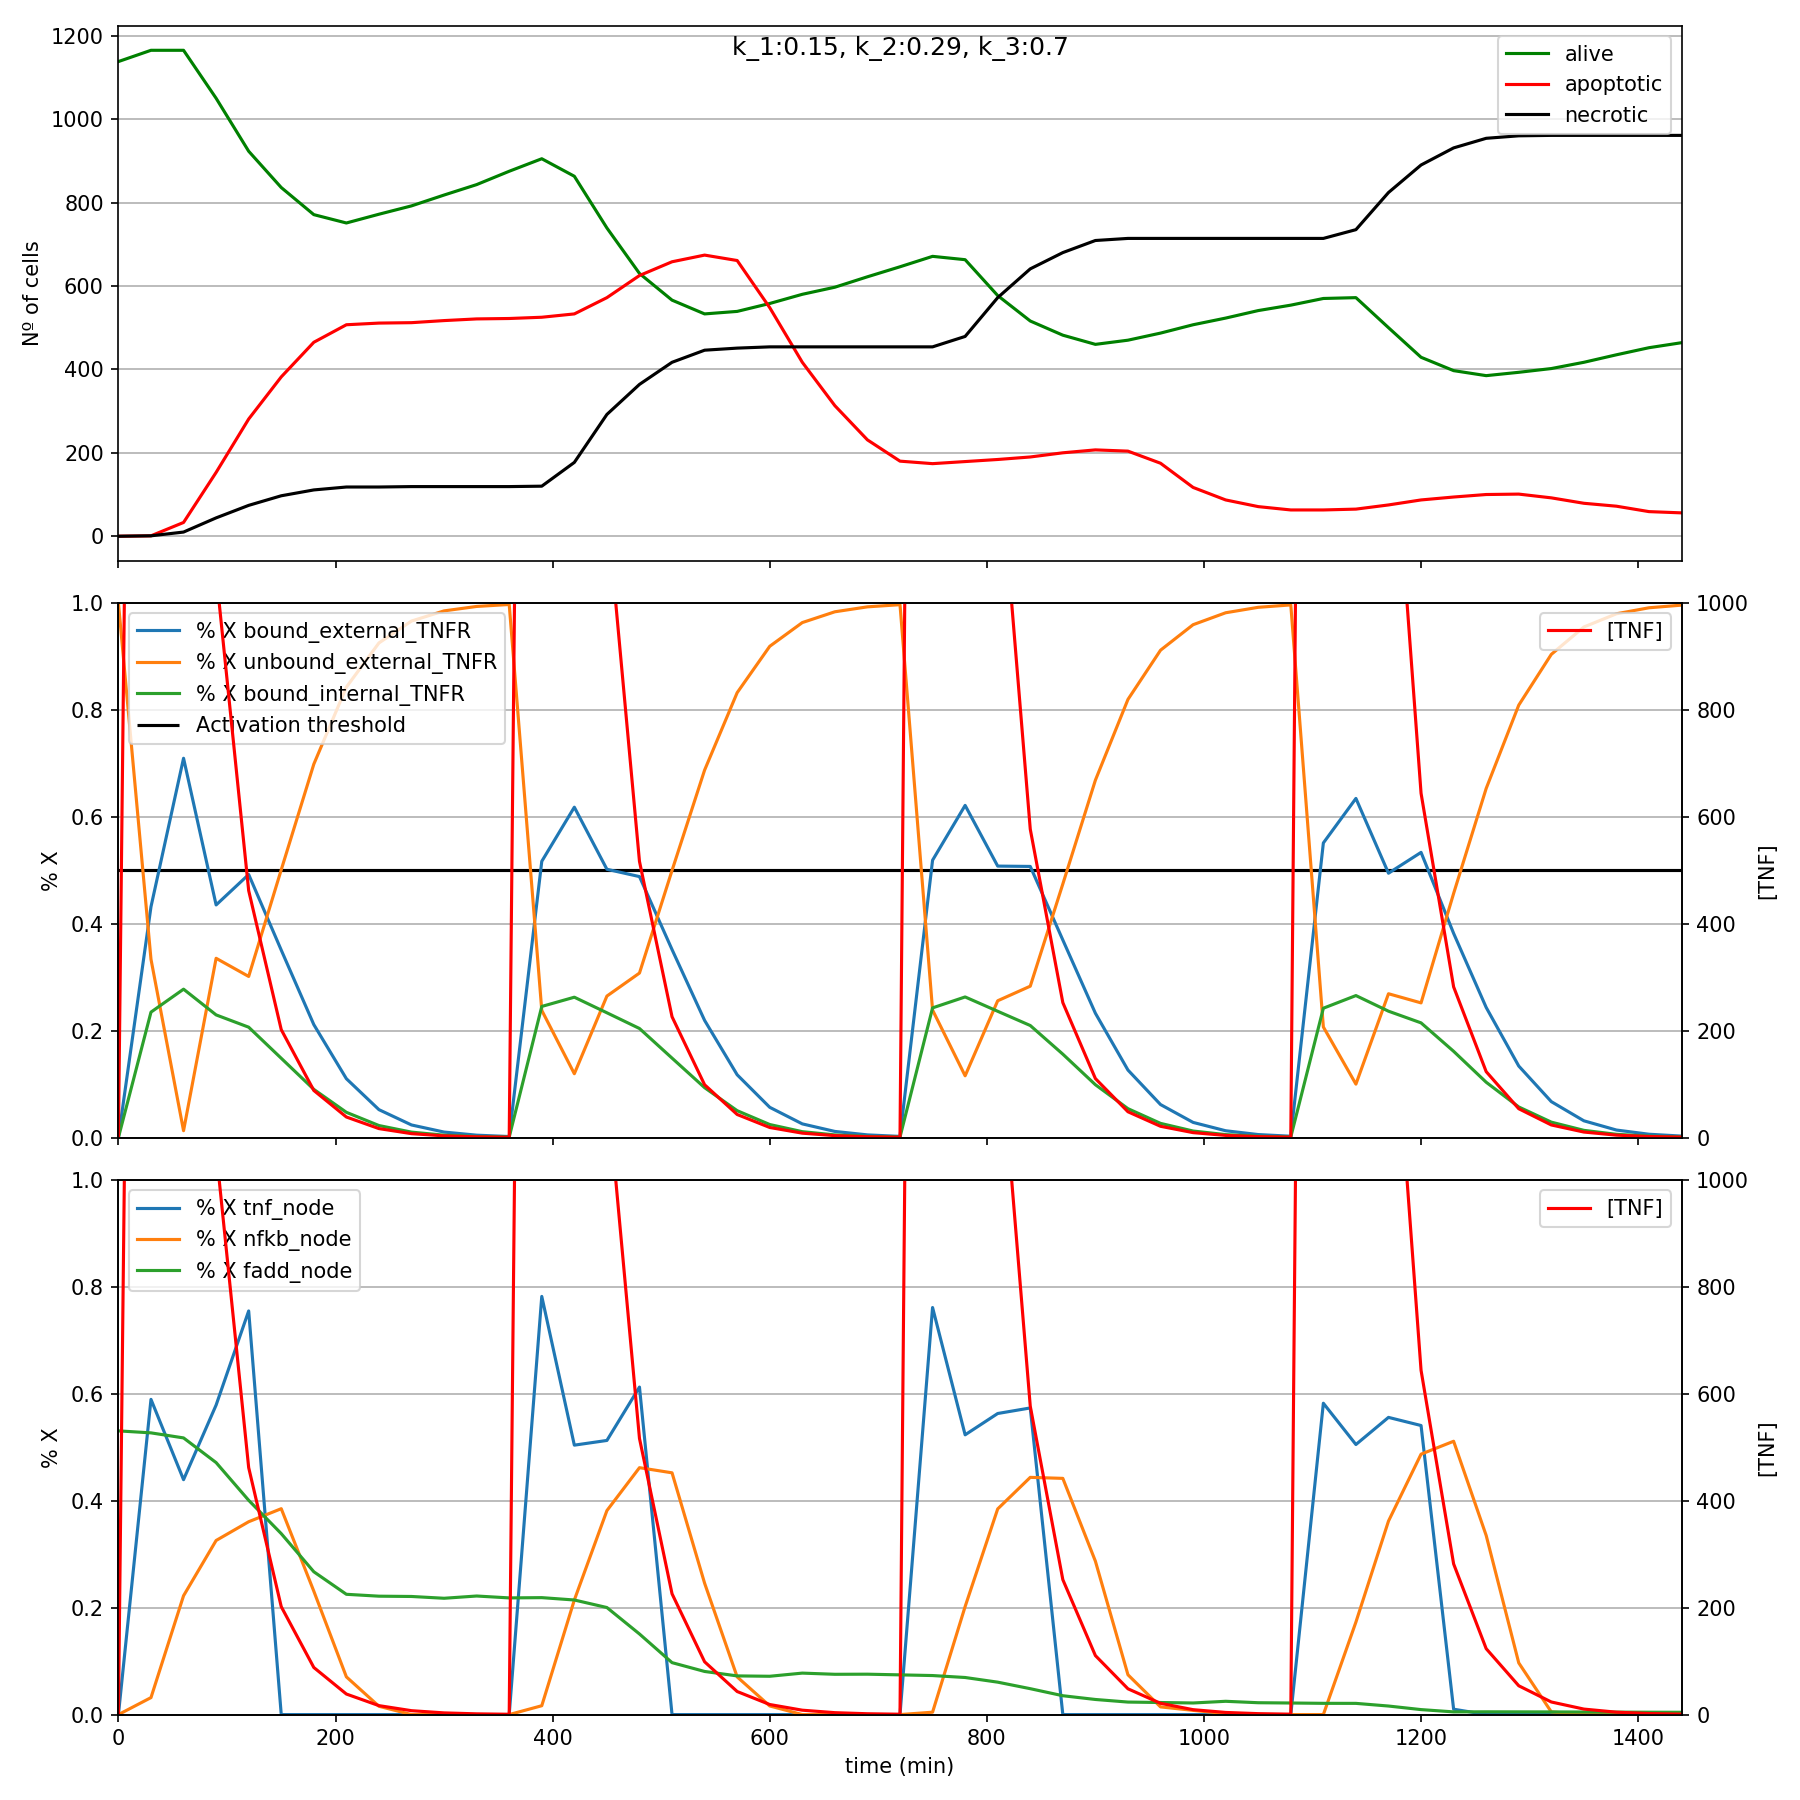 k_1:0.15, k_2:0.29, k_3:0.7
alive
apoptotic
necrotic
1200
1000
800
600
400
200
0
Nº of cells
% X bound_external_TNFR
% X unbound_external_TNFR
% X bound_internal_TNFR
Activation threshold
[TNF]
1.0
0.8
0.6
0.4
0.2
0.0
% X
1000
800
600
400
200
0
[TNF]
% X tnf_node
% X nfkb_node
% X fadd_node
[TNF]
1.0
0.8
0.6
0.4
0.2
0.0
% X
1000
800
600
400
200
0
[TNF]
0 200 400 600 800 1000 1200 1400
time (min)